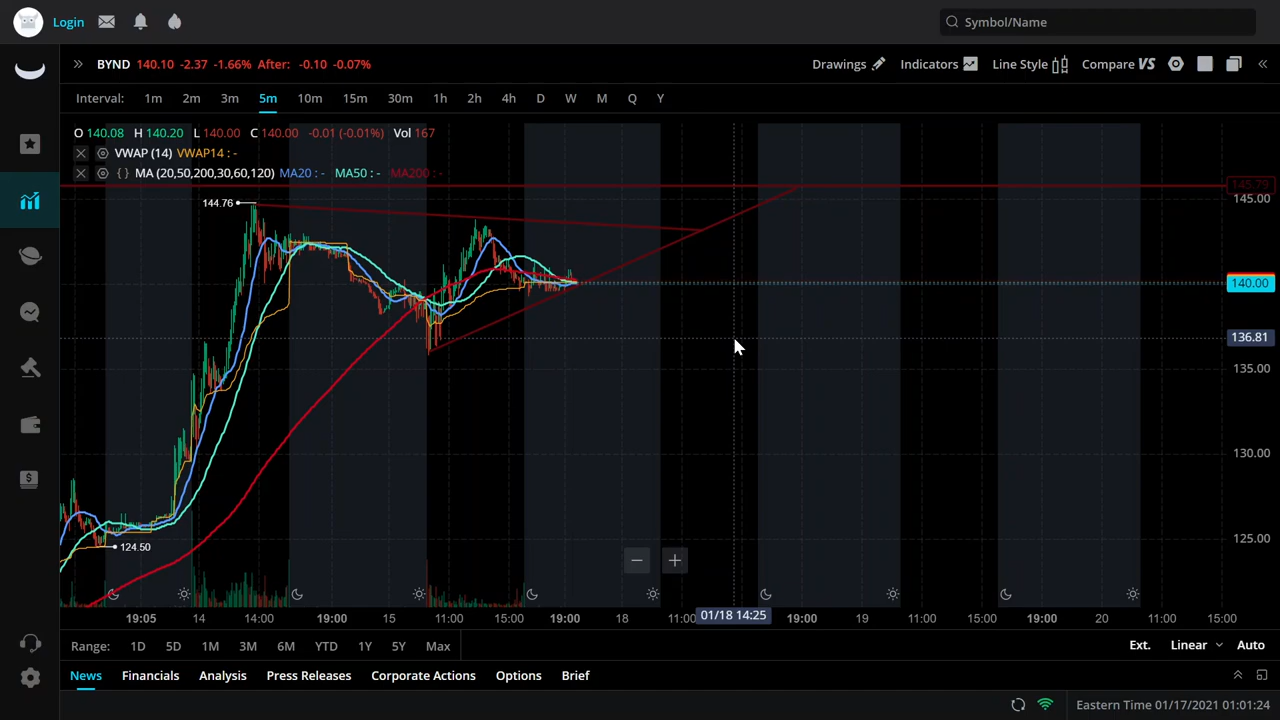 Login
Symbol/Name
BYND 140.10 -2.37 -1.66% After: -0.10 -0.07%
Drawings Indicators Line Style Compare VS
Interval: 1m 2m 3m 5m 10m 15m 30m 1h 2h 4h D W M Q Y
O 140.08 H 140.20 L 140.00 C 140.00 -0.01 (-0.01%) Vol 167
VWAP (14) VWAP14 : -
{ } MA (20,50,200,30,60,120) MA20 : - MA50 : - MA200 : -
145.79
145.00
144.76
140.00
136.81
135.00
130.00
125.00
124.50
19:05 14 14:00 19:00 15 11:00 15:00 19:00 18 11:00 01/18 14:25 19:00 19 11:00 15:00 19:00 20 11:00 15:00
Range: 1D 5D 1M 3M 6M YTD 1Y 5Y Max
Ext. Linear Auto
News Financials Analysis Press Releases Corporate Actions Options Brief
Eastern Time 01/17/2021 01:01:24